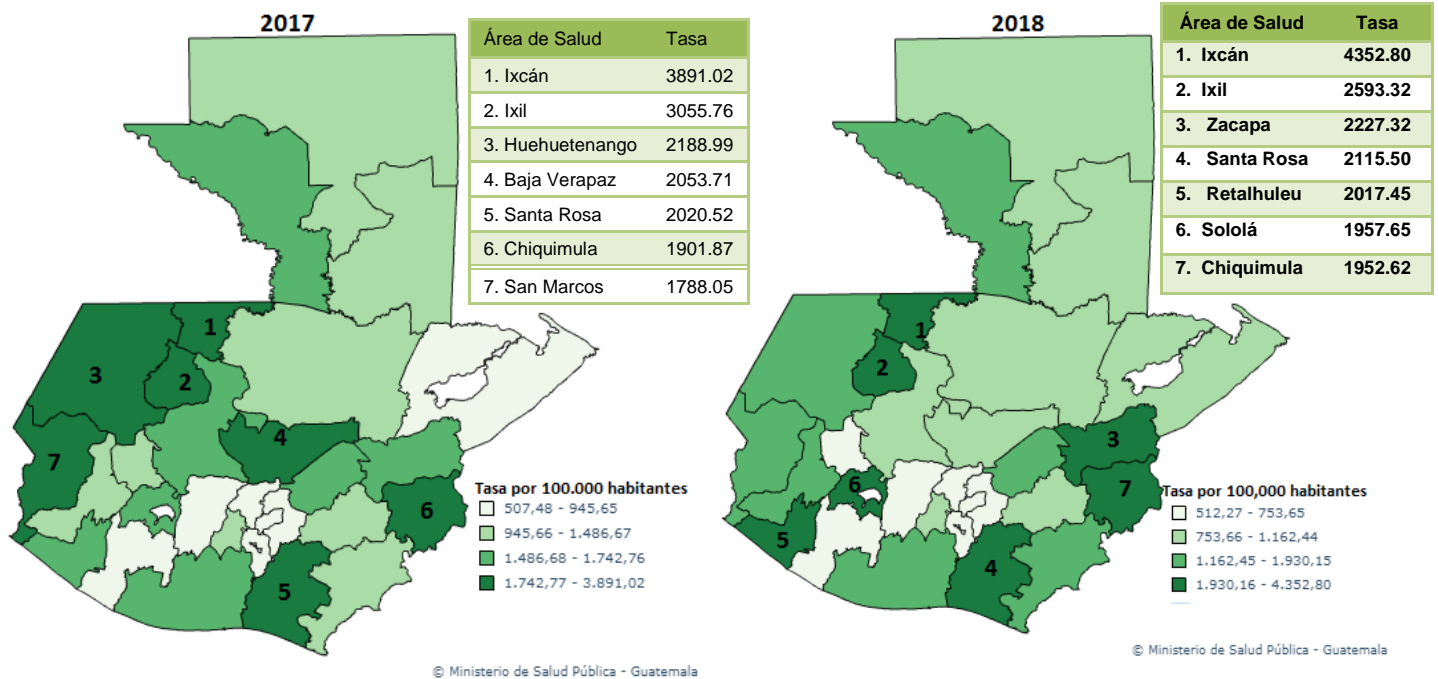 2017
Área de Salud Tasa
1. Ixcán 3891.02
2. Ixil 3055.76
3. Huehuetenango 2188.99
4. Baja Verapaz 2053.71
5. Santa Rosa 2020.52
6. Chiquimula 1901.87
7. San Marcos 1788.05
1
2
3
4
7
6
5
Tasa por 100.000 habitantes
507,48 - 945,65
945,66 - 1.486,67
1.486,68 - 1.742,76
1.742,77 - 3.891,02
© Ministerio de Salud Pública - Guatemala
2018
Área de Salud Tasa
1. Ixcán 4352.80
2. Ixil 2593.32
3. Zacapa 2227.32
4. Santa Rosa 2115.50
5. Retalhuleu 2017.45
6. Sololá 1957.65
7. Chiquimula 1952.62
1
2
3
6
7
5
4
Tasa por 100,000 habitantes
512,27 - 753,65
753,66 - 1.162,44
1.162,45 - 1.930,15
1.930,16 - 4.352,80
© Ministerio de Salud Pública - Guatemala